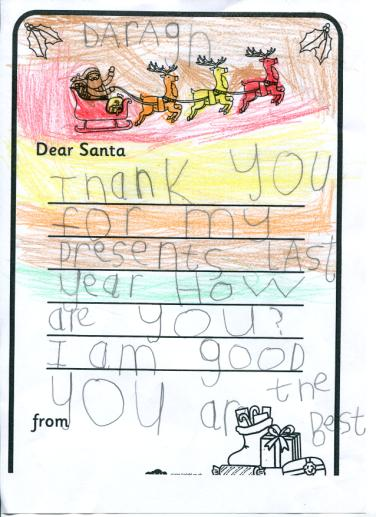 DARAgh
Dear Santa
Thank YOU
for my
presents LAST
year HoW
are you?
I am good
YOU ar the
from Best